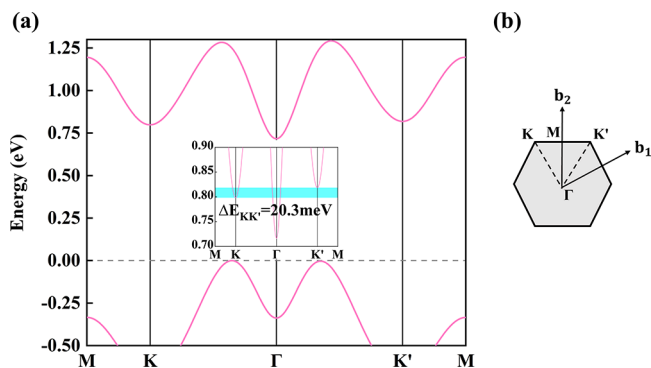 (a)
(b)
Energy (eV)
1.25
1.00
0.75
0.50
0.25
0.00
-0.25
-0.50
M K Γ K' M
0.90
0.85
0.80
0.75
0.70
ΔE_KK'=20.3meV
M K Γ K' M
b₂
K M K'
b₁
Γ